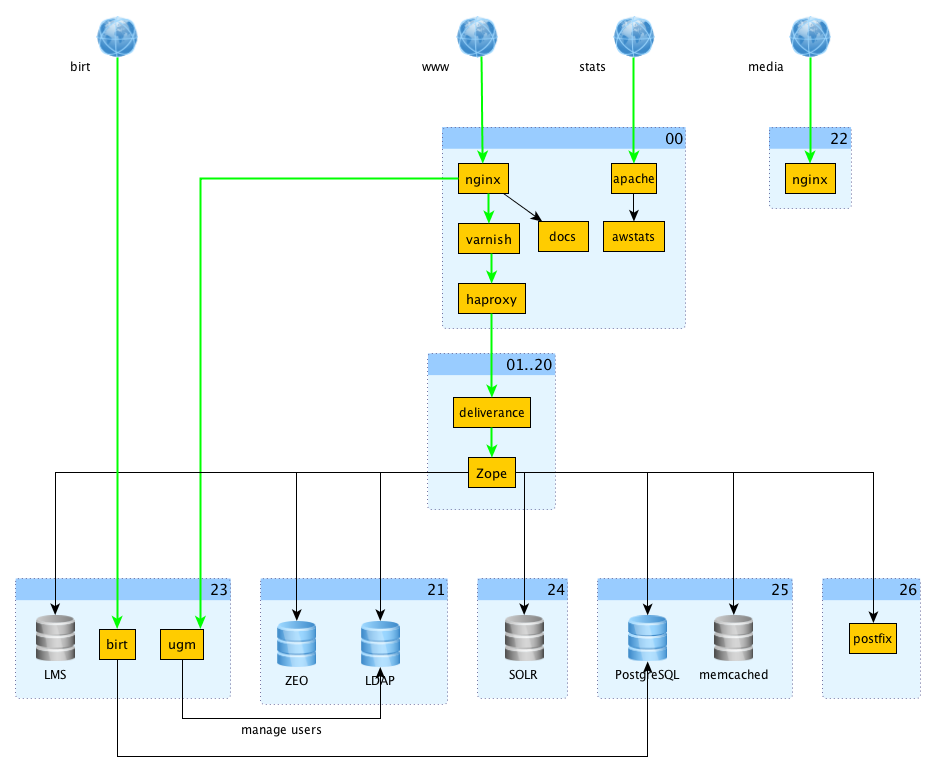 birt
www
stats
media
00
22
nginx
apache
nginx
varnish
docs
awstats
haproxy
01..20
deliverance
Zope
23
21
24
25
26
birt
ugm
postfix
LMS
ZEO
LDAP
SOLR
PostgreSQL
memcached
manage users